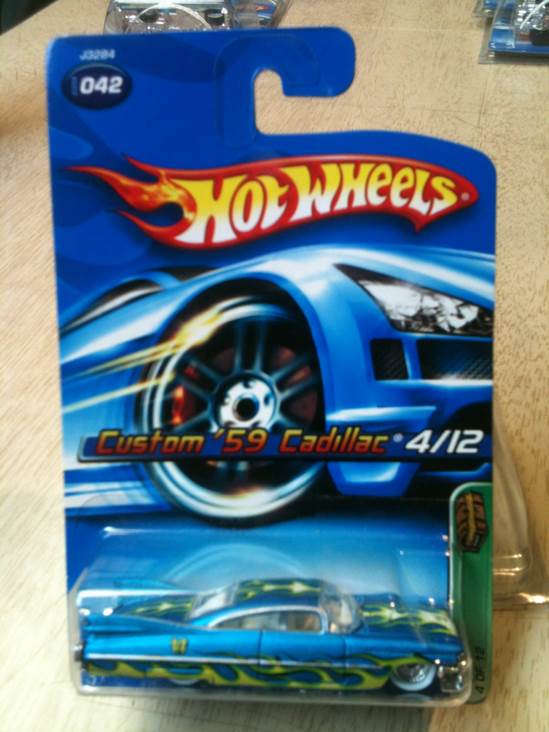 J3284
042
HOT WHEELS®
Custom '59 Cadillac® 4/12
4 OF 12